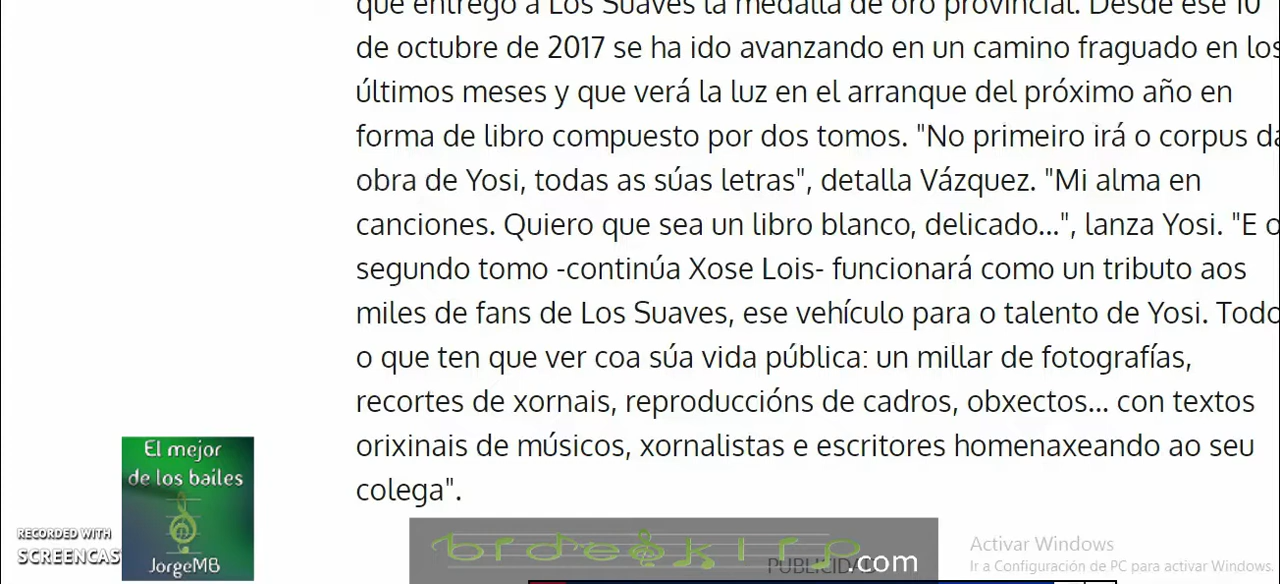 que entregó a Los Suaves la medalla de oro provincial. Desde ese 10
de octubre de 2017 se ha ido avanzando en un camino fraguado en los
últimos meses y que verá la luz en el arranque del próximo año en
forma de libro compuesto por dos tomos. "No primeiro irá o corpus da
obra de Yosi, todas as súas letras", detalla Vázquez. "Mi alma en
canciones. Quiero que sea un libro blanco, delicado...", lanza Yosi. "E o
segundo tomo -continúa Xose Lois- funcionará como un tributo aos
miles de fans de Los Suaves, ese vehículo para o talento de Yosi. Todo
o que ten que ver coa súa vida pública: un millar de fotografías,
recortes de xornais, reproduccións de cadros, obxectos... con textos
orixinais de músicos, xornalistas e escritores homenaxeando ao seu
colega".
El mejor
de los bailes
JorgeMB
RECORDED WITH
SCREENCAS
.com
PUBLICIDA
Activar Windows
Ir a Configuración de PC para activar Windows.